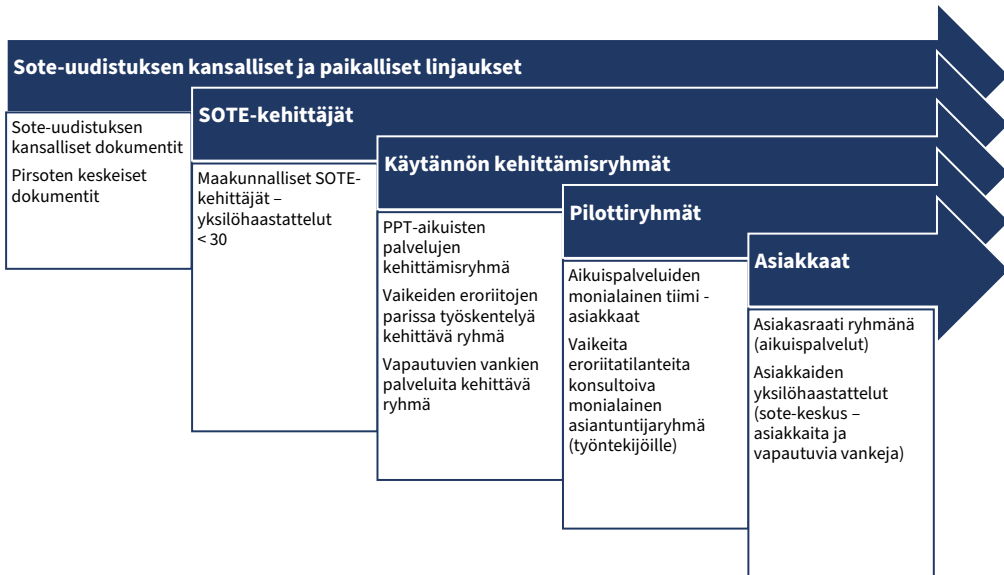 Sote-uudistuksen kansalliset ja paikalliset linjaukset
Sote-uudistuksen
kansalliset dokumentit
Pirsoten keskeiset
dokumentit
SOTE-kehittäjät
Maakunnalliset SOTE-
kehittäjät –
yksilöhaastattelut
< 30
Käytännön kehittämisryhmät
PPT-aikuisten
palvelujen
kehittämisryhmä
Vaikeiden eroriitojen
parissa työskentelyä
kehittävä ryhmä
Vapautuvien vankien
palveluita kehittävä
ryhmä
Pilottiryhmät
Aikuispalveluiden
monialainen tiimi -
asiakkaat
Vaikeita
eroriitatilanteita
konsultoiva
monialainen
asiantuntijaryhmä
(työntekijöille)
Asiakkaat
Asiakasraati ryhmänä
(aikuispalvelut)
Asiakkaiden
yksilöhaastattelut
(sote-keskus –
asiakkaita ja
vapautuvia vankeja)